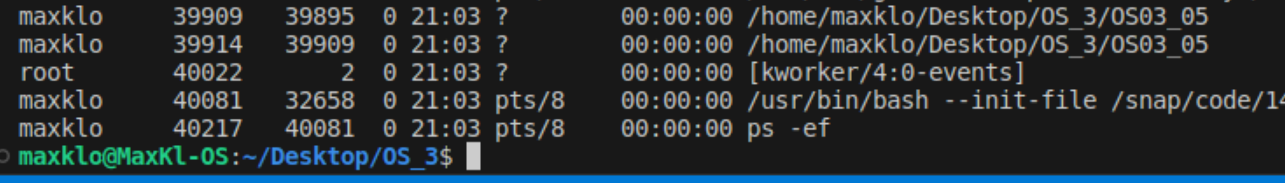 maxklo     39909   39895  0 21:03 ?        00:00:00 /home/maxklo/Desktop/OS_3/OS03_05
maxklo     39914   39909  0 21:03 ?        00:00:00 /home/maxklo/Desktop/OS_3/OS03_05
root       40022       2  0 21:03 ?        00:00:00 [kworker/4:0-events]
maxklo     40081   32658  0 21:03 pts/8    00:00:00 /usr/bin/bash --init-file /snap/code/14
maxklo     40217   40081  0 21:03 pts/8    00:00:00 ps -ef
maxklo@MaxKl-OS:~/Desktop/OS_3$